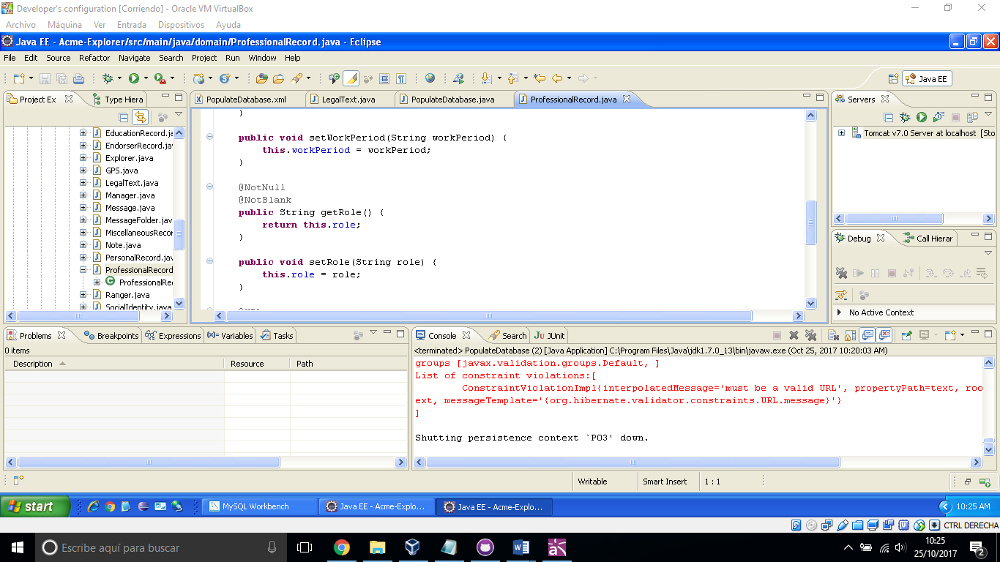 Developer's configuration [Corriendo] - Oracle VM VirtualBox
Archivo Máquina Ver Entrada Dispositivos Ayuda
Java EE - Acme-Explorer/src/main/java/domain/ProfessionalRecord.java - Eclipse
File Edit Source Refactor Navigate Search Project Run Window Help
Java EE
Project Ex Type Hiera
PopulateDatabase.xml LegalText.java PopulateDatabase.java ProfessionalRecord.java
Servers
EducationRecord.ja
EndorserRecord.jav
Explorer.java
GPS.java
LegalText.java
Manager.java
Message.java
MessageFolder.jav
MiscellaneousRecor
Note.java
PersonalRecord.jav
ProfessionalRecord
ProfessionalRe
Ranger.java
SocialIdentity.java
}
public void setWorkPeriod(String workPeriod) {
this.workPeriod = workPeriod;
}
@NotNull
@NotBlank
public String getRole() {
return this.role;
}
public void setRole(String role) {
this.role = role;
}
Tomcat v7.0 Server at localhost [Sto
Debug Call Hierar
No Active Context
Problems Breakpoints Expressions Variables Tasks
0 items
Description Resource Path
Console Search JUnit
<terminated> PopulateDatabase (2) [Java Application] C:\Program Files\Java\jdk1.7.0_13\bin\javaw.exe (Oct 25, 2017 10:20:03 AM)
groups [javax.validation.groups.Default, ]
List of constraint violations:[
ConstraintViolationImpl{interpolatedMessage='must be a valid URL', propertyPath=text, roo
ext, messageTemplate='{org.hibernate.validator.constraints.URL.message}'}
]
Shutting persistence context `PO3' down.
Writable Smart Insert 1 : 1
start MySQL Workbench Java EE - Acme-Explo... Java EE - Acme-Explo... 10:25 AM
CTRL DERECHA
Escribe aquí para buscar
10:25
25/10/2017
2